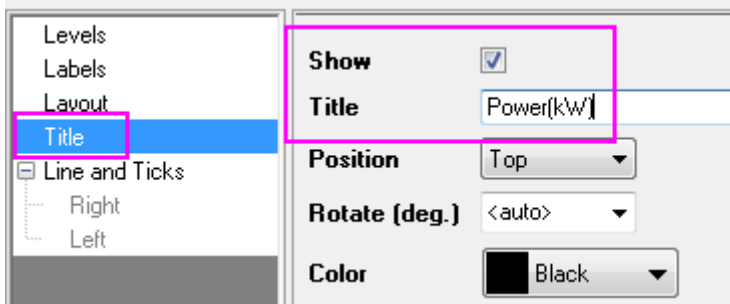 Levels
Labels
Layout
Title
Line and Ticks
Right
Left
Show
Title Power(kW)
Position Top
Rotate (deg.) <auto>
Color Black